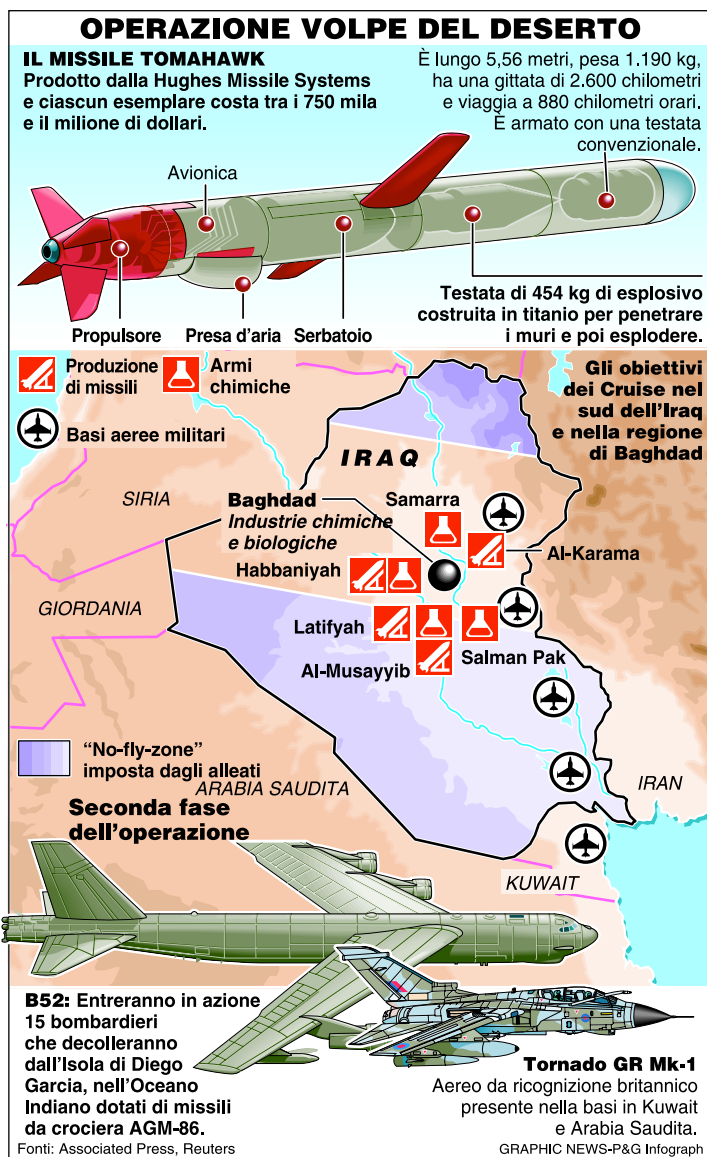 OPERAZIONE VOLPE DEL DESERTO
IL MISSILE TOMAHAWK
Prodotto dalla Hughes Missile Systems
e ciascun esemplare costa tra i 750 mila
e il milione di dollari.
È lungo 5,56 metri, pesa 1.190 kg,
ha una gittata di 2.600 chilometri
e viaggia a 880 chilometri orari.
È armato con una testata
convenzionale.
Avionica
Propulsore
Presa d'aria
Serbatoio
Testata di 454 kg di esplosivo
costruita in titanio per penetrare
i muri e poi esplodere.
Produzione
di missili
Armi
chimiche
Basi aeree militari
Gli obiettivi
dei Cruise nel
sud dell'Iraq
e nella regione
di Baghdad
IRAQ
SIRIA
Baghdad
Industrie chimiche
e biologiche
Samarra
Al-Karama
Habbaniyah
GIORDANIA
Latifyah
Salman Pak
Al-Musayyib
"No-fly-zone"
imposta dagli alleati
ARABIA SAUDITA
IRAN
KUWAIT
Seconda fase
dell'operazione
B52: Entreranno in azione
15 bombardieri
che decolleranno
dall'Isola di Diego
Garcia, nell'Oceano
Indiano dotati di missili
da crociera AGM-86.
Tornado GR Mk-1
Aereo da ricognizione britannico
presente nella basi in Kuwait
e Arabia Saudita.
Fonti: Associated Press, Reuters
GRAPHIC NEWS-P&G Infograph